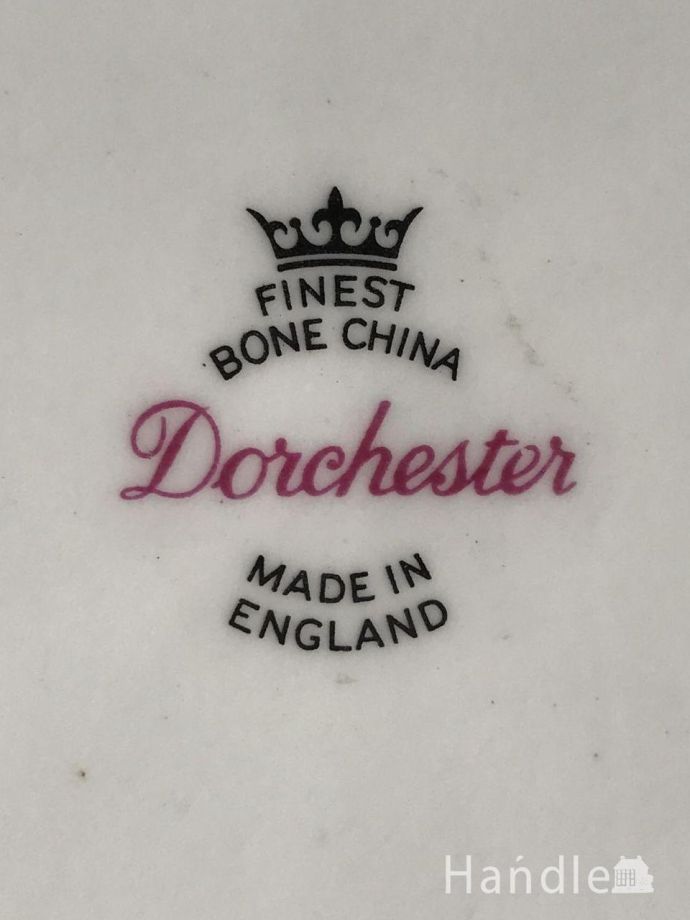 FINEST
BONE CHINA
Dorchester
MADE IN
ENGLAND
Handle